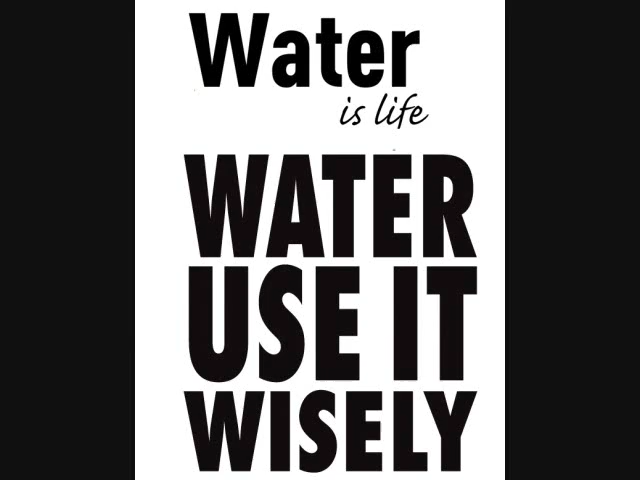 Water
is life
WATER
USE IT
WISELY